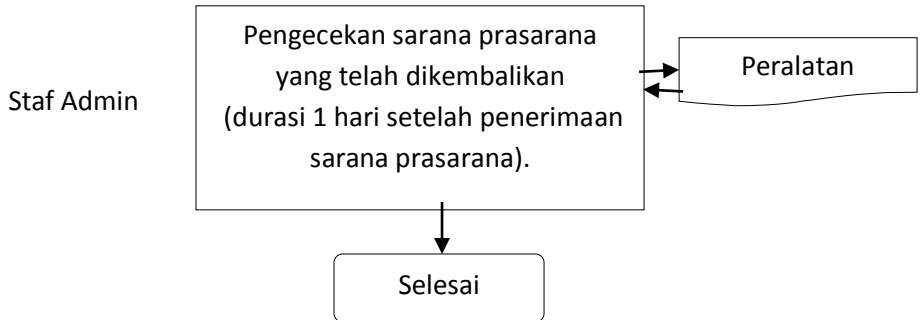 Staf Admin
Pengecekan sarana prasarana
yang telah dikembalikan
(durasi 1 hari setelah penerimaan
sarana prasarana).
Peralatan
Selesai